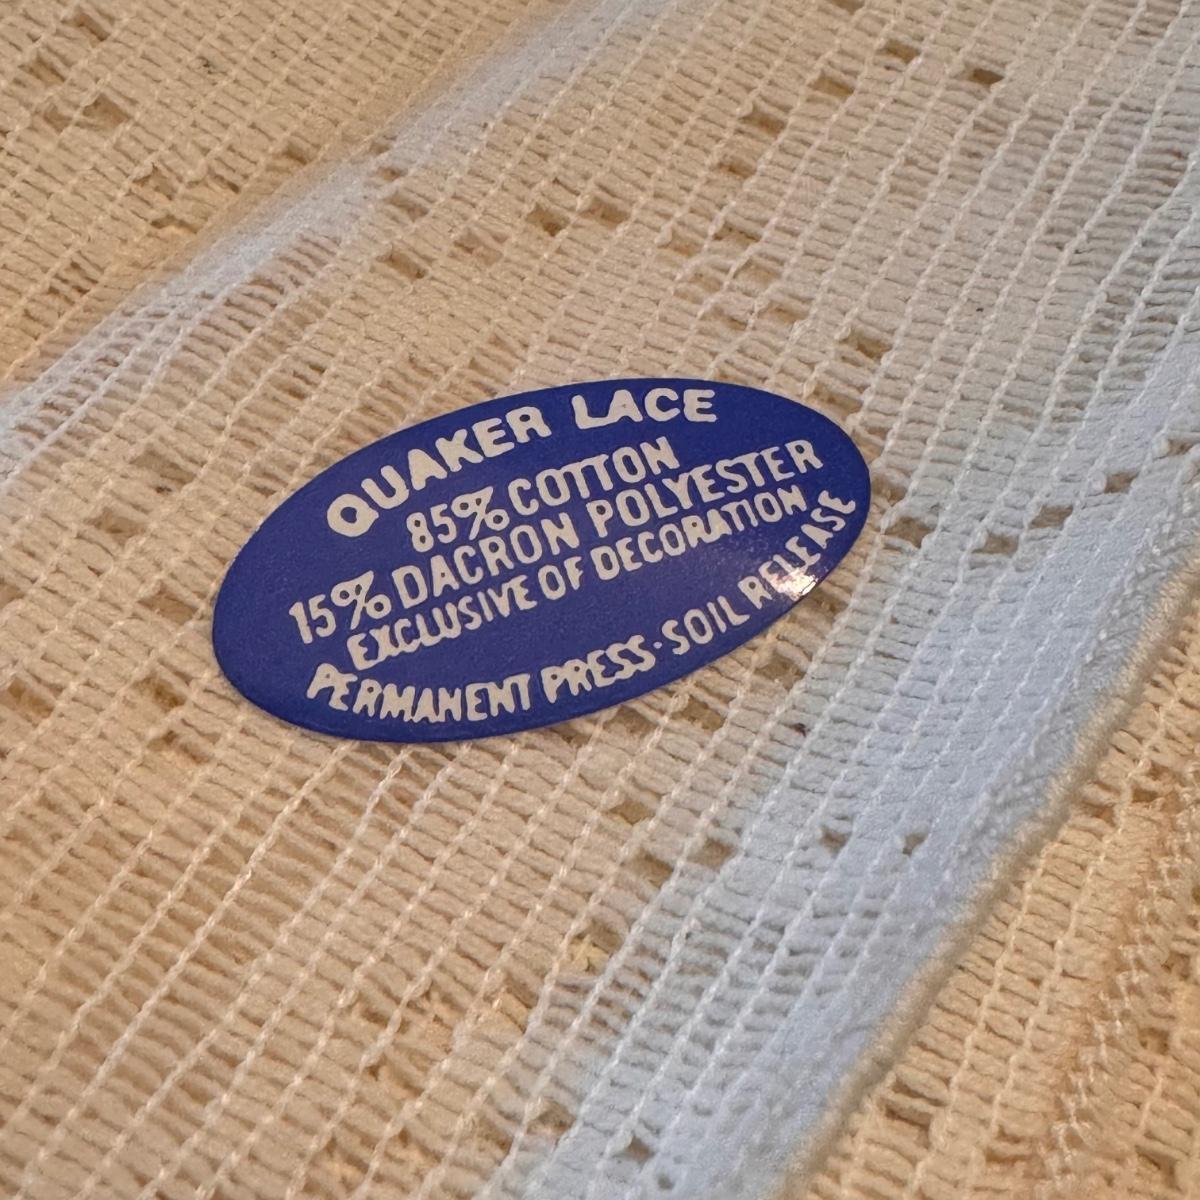 QUAKER LACE
85% COTTON
15% DACRON POLYESTER
EXCLUSIVE OF DECORATION
PERMANENT PRESS·SOIL RELEASE